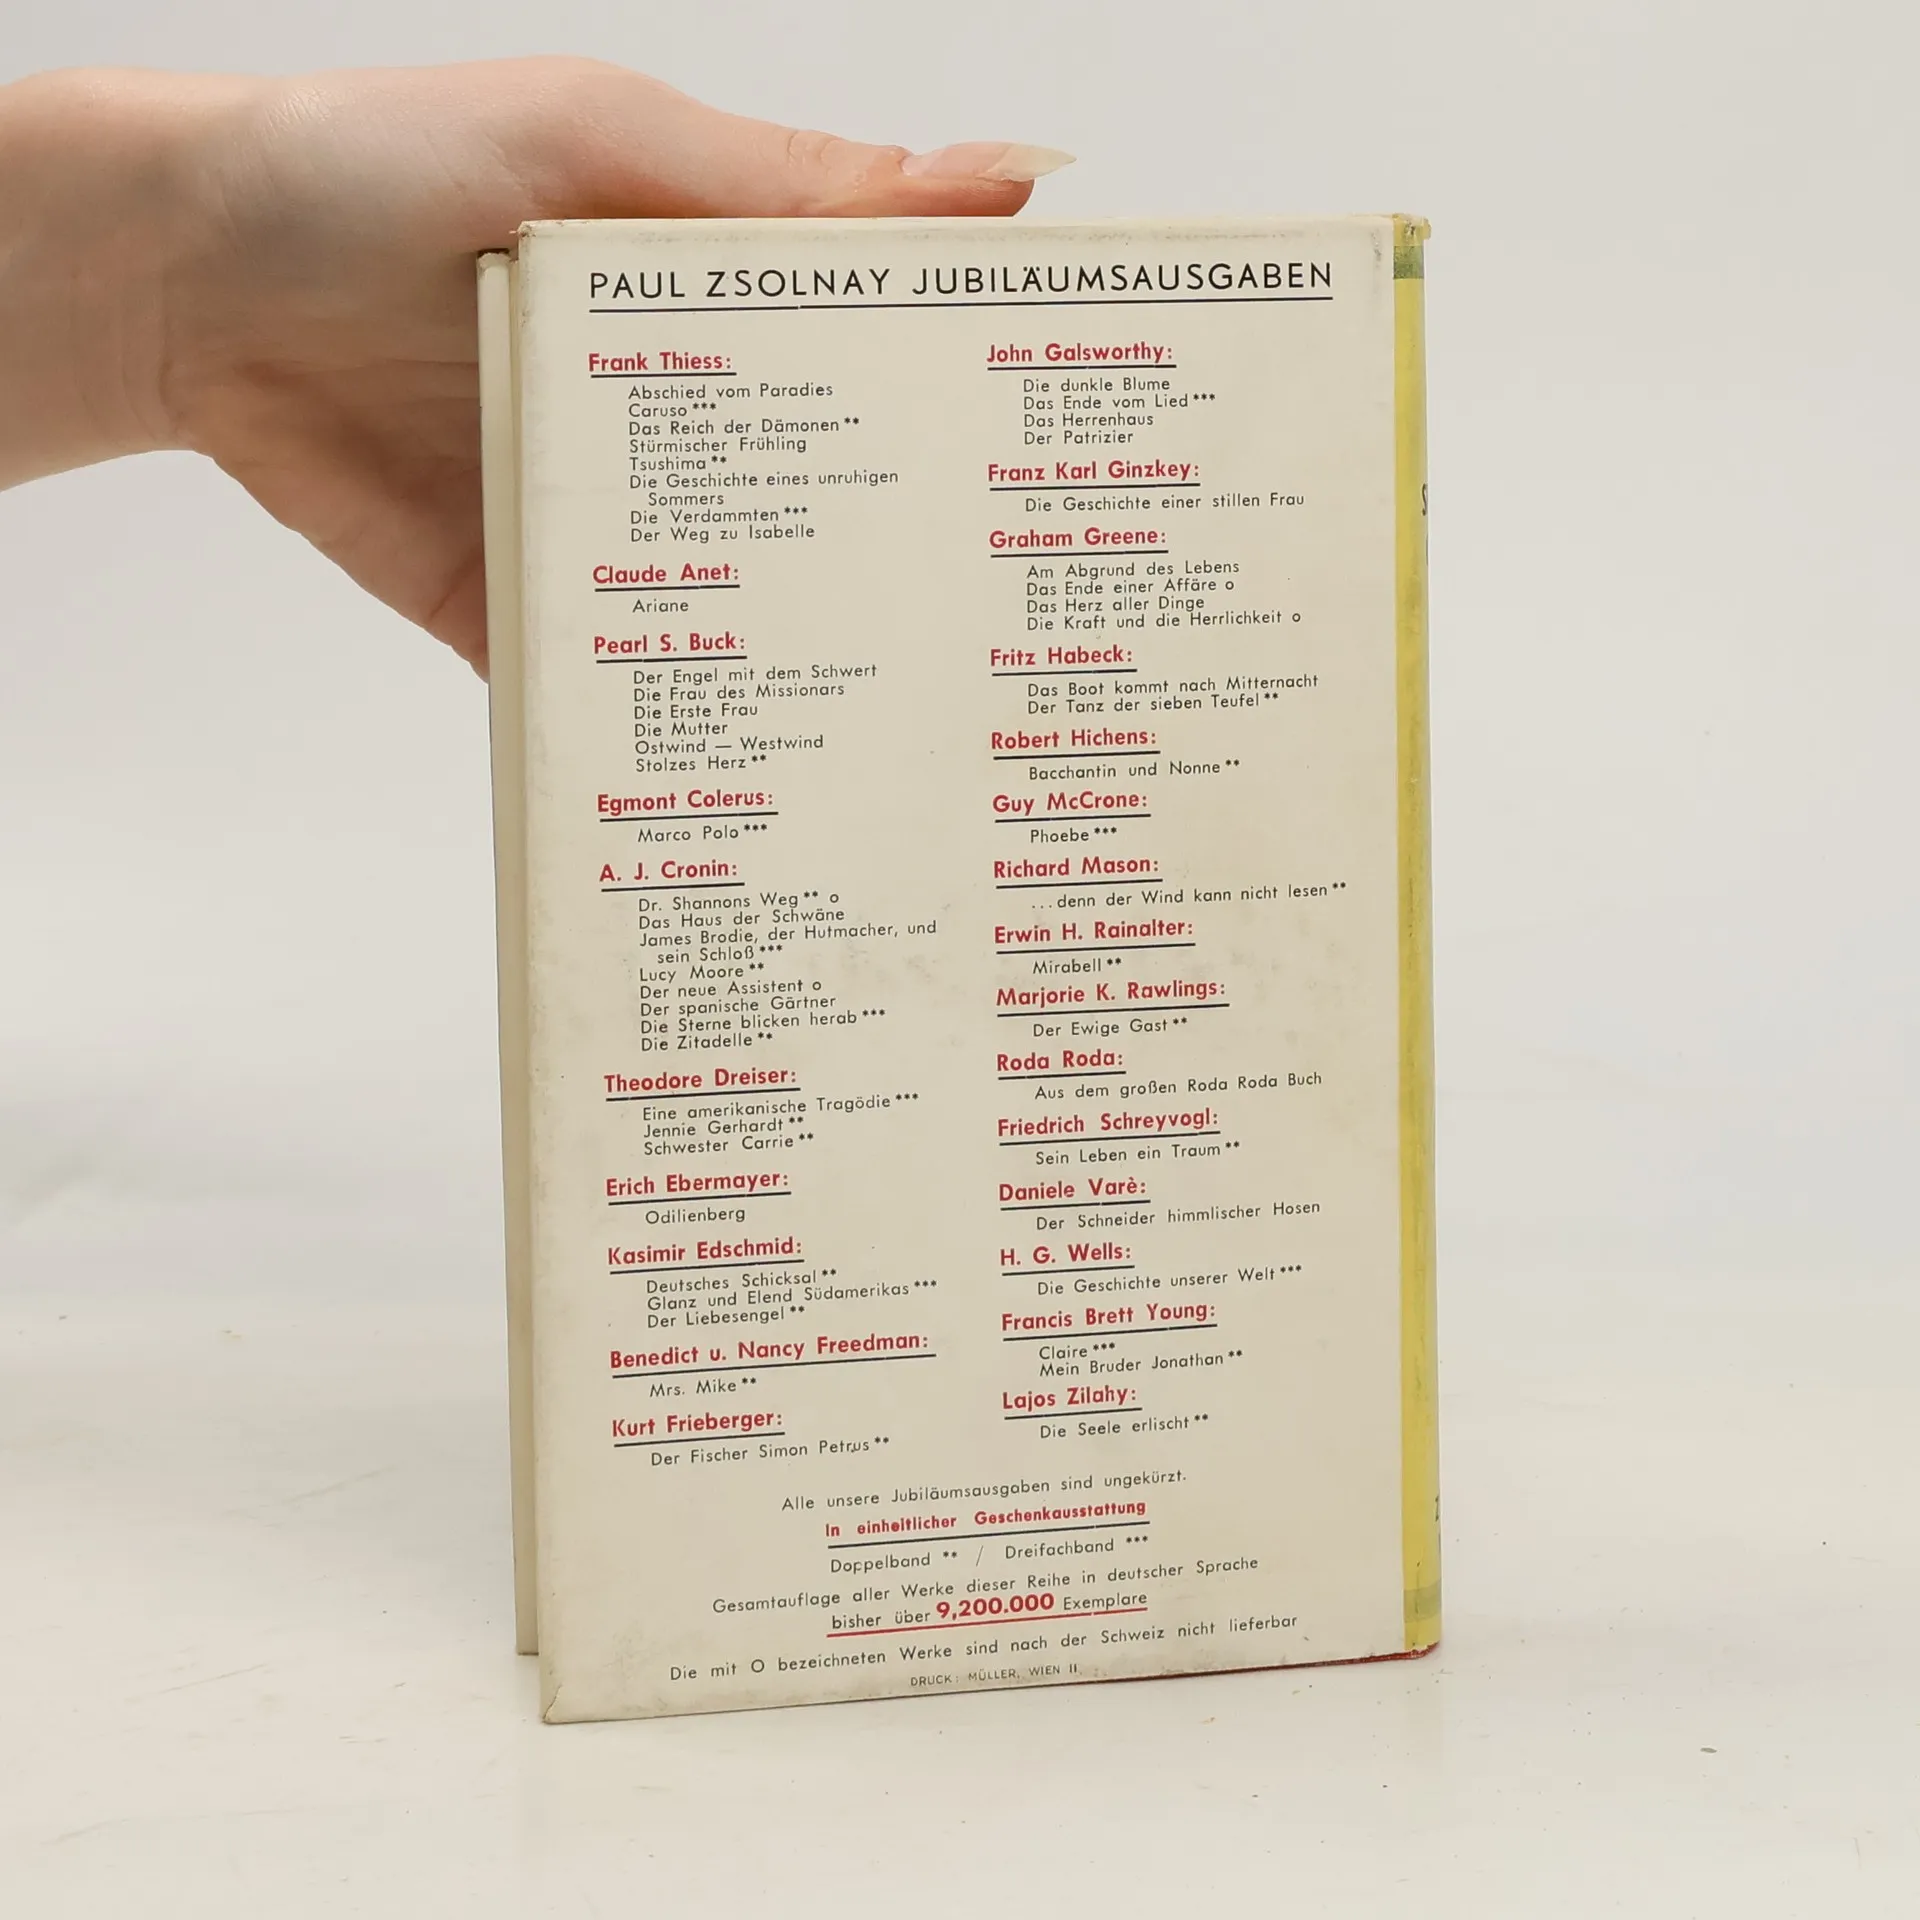 PAUL ZSOLNAY JUBILÄUMSAUSGABEN
Frank Thiess:
Abschied vom Paradies
Caruso ***
Das Reich der Dämonen **
Stürmischer Frühling
Tsushima **
Die Geschichte eines unruhigen
Sommers
Die Verdammten ***
Der Weg zu Isabelle
Claude Anet:
Ariane
Pearl S. Buck:
Der Engel mit dem Schwert
Die Frau des Missionars
Die Erste Frau
Die Mutter
Ostwind — Westwind
Stolzes Herz **
Egmont Colerus:
Marco Polo ***
A. J. Cronin:
Dr. Shannons Weg ** o
Das Haus der Schwäne
James Brodie, der Hutmacher, und
sein Schloß ***
Lucy Moore **
Der neue Assistent o
Der spanische Gärtner
Die Sterne blicken herab ***
Die Zitadelle **
Theodore Dreiser:
Eine amerikanische Tragödie ***
Jennie Gerhardt **
Schwester Carrie **
Erich Ebermayer:
Odilienberg
Kasimir Edschmid:
Deutsches Schicksal **
Glanz und Elend Südamerikas ***
Der Liebesengel **
Benedict u. Nancy Freedman:
Mrs. Mike **
Kurt Frieberger:
Der Fischer Simon Petrus **
John Galsworthy:
Die dunkle Blume
Das Ende vom Lied ***
Das Herrenhaus
Der Patrizier
Franz Karl Ginzkey:
Die Geschichte einer stillen Frau
Graham Greene:
Am Abgrund des Lebens
Das Ende einer Affäre o
Das Herz aller Dinge
Die Kraft und die Herrlichkeit o
Fritz Habeck:
Das Boot kommt nach Mitternacht
Der Tanz der sieben Teufel **
Robert Hichens:
Bacchantin und Nonne **
Guy McCrone:
Phoebe ***
Richard Mason:
...denn der Wind kann nicht lesen **
Erwin H. Rainalter:
Mirabell **
Marjorie K. Rawlings:
Der Ewige Gast **
Roda Roda:
Aus dem großen Roda Roda Buch
Friedrich Schreyvogl:
Sein Leben ein Traum **
Daniele Varè:
Der Schneider himmlischer Hosen
H. G. Wells:
Die Geschichte unserer Welt ***
Francis Brett Young:
Claire ***
Mein Bruder Jonathan **
Lajos Zilahy:
Die Seele erlischt **
Alle unsere Jubiläumsausgaben sind ungekürzt.
In einheitlicher Geschenkausstattung
Doppelband ** / Dreifachband ***
Gesamtauflage aller Werke dieser Reihe in deutscher Sprache
bisher über 9,200.000 Exemplare
Die mit O bezeichneten Werke sind nach der Schweiz nicht lieferbar
DRUCK: MÜLLER, WIEN II.